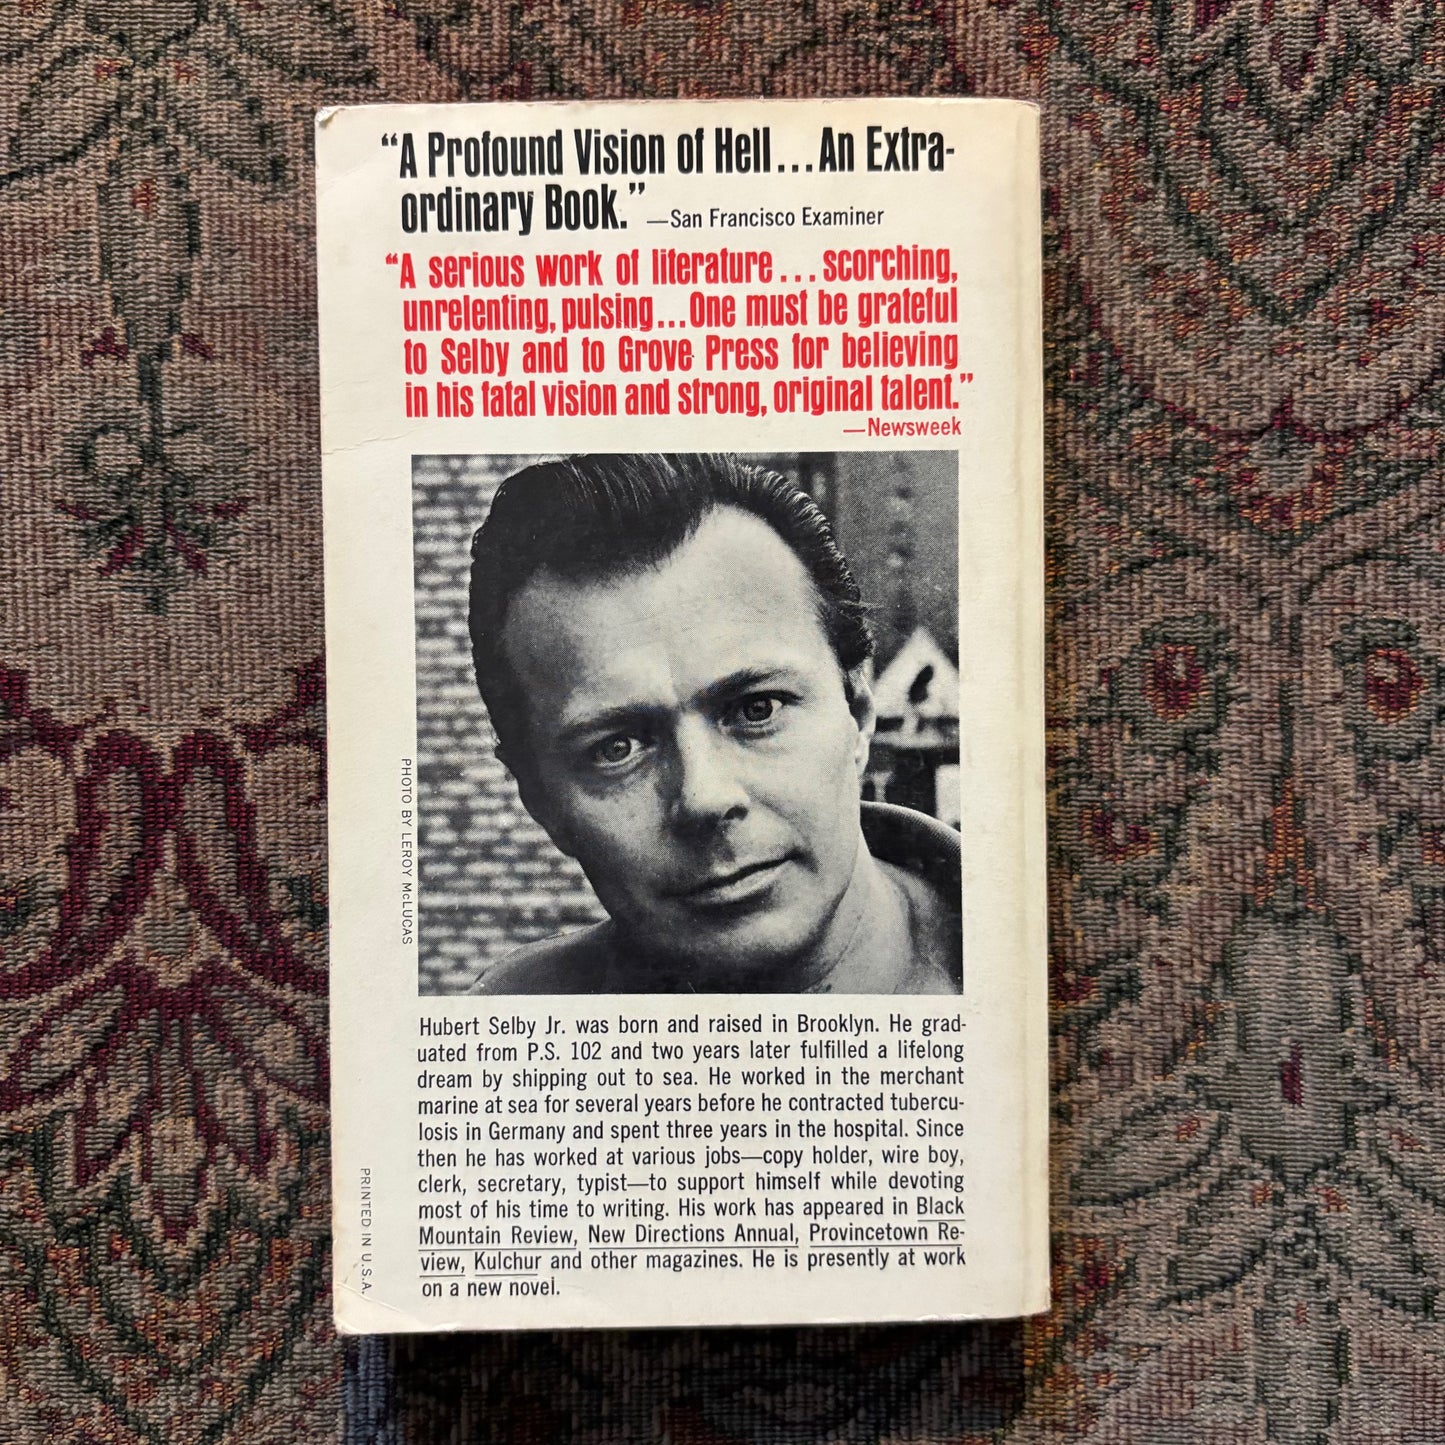 “A Profound Vision of Hell...An Extra-
ordinary Book.” —San Francisco Examiner
“A serious work of literature...scorching,
unrelenting, pulsing...One must be grateful
to Selby and to Grove Press for believing
in his fatal vision and strong, original talent.”
—Newsweek
PHOTO BY LEROY McLUCAS
Hubert Selby Jr. was born and raised in Brooklyn. He grad-
uated from P.S. 102 and two years later fulfilled a lifelong
dream by shipping out to sea. He worked in the merchant
marine at sea for several years before he contracted tubercu-
losis in Germany and spent three years in the hospital. Since
then he has worked at various jobs—copy holder, wire boy,
clerk, secretary, typist—to support himself while devoting
most of his time to writing. His work has appeared in Black
Mountain Review, New Directions Annual, Provincetown Re-
view, Kulchur and other magazines. He is presently at work
on a new novel.
PRINTED IN U.S.A.